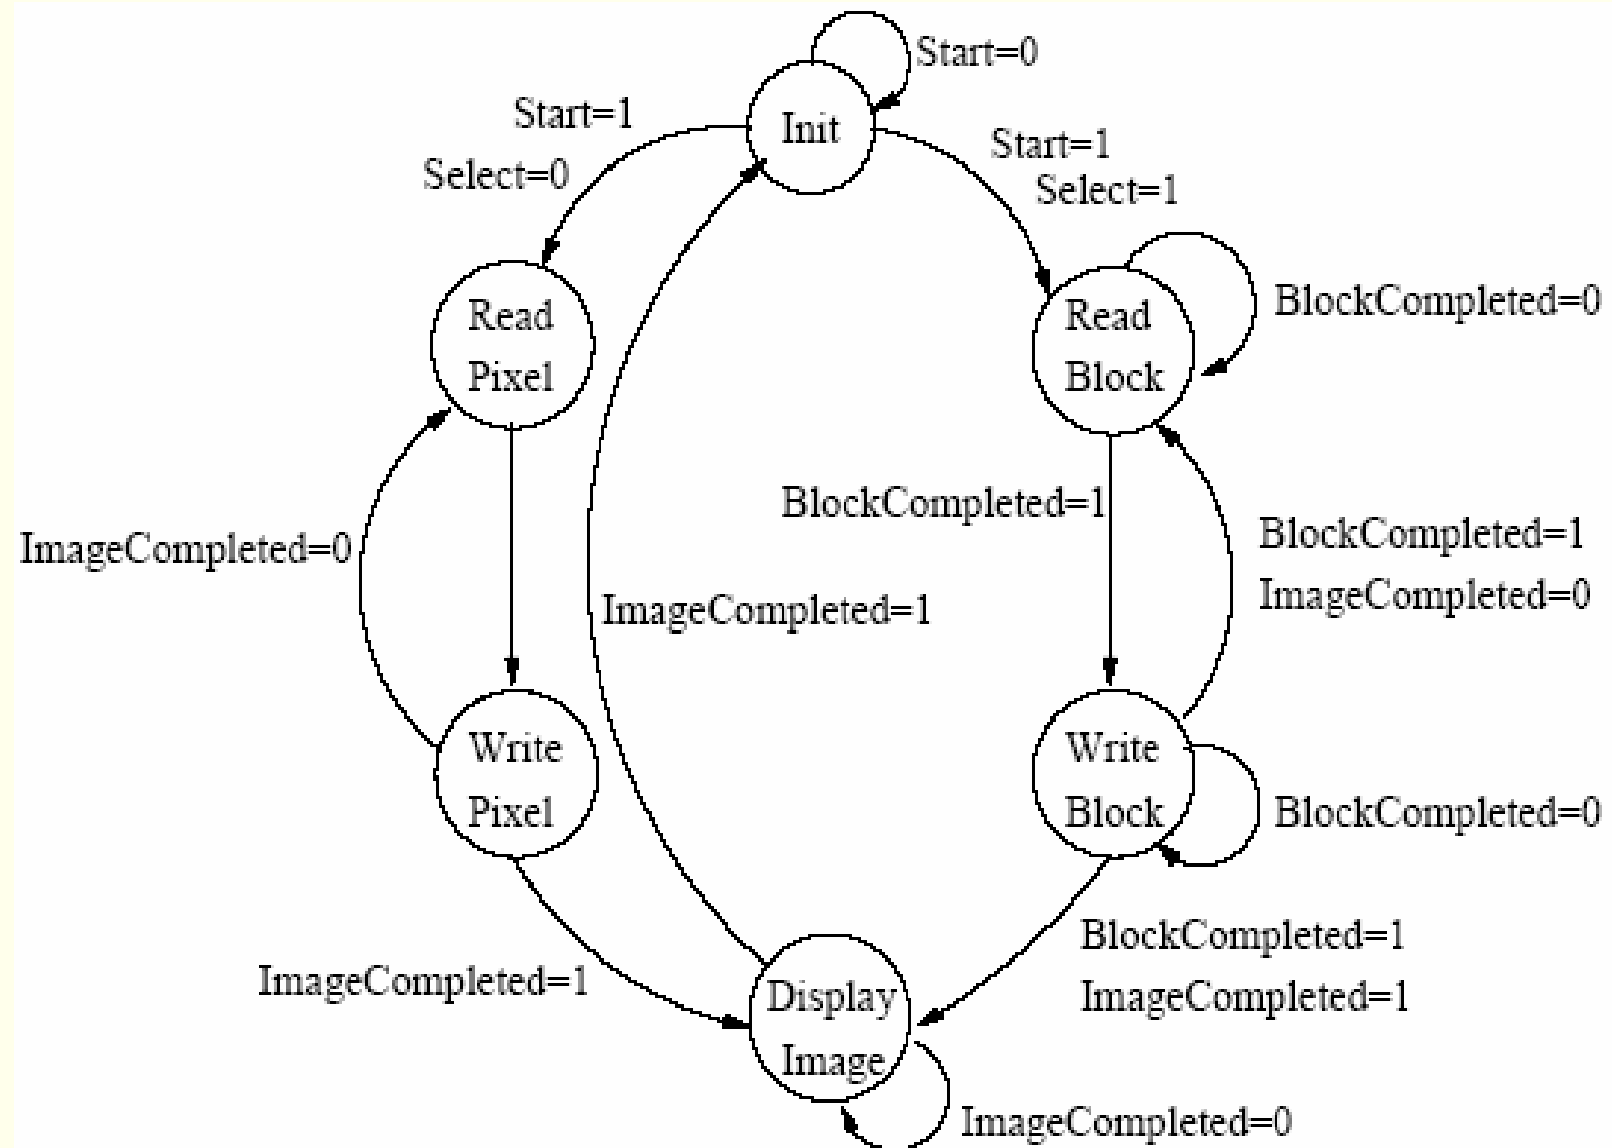 Start=0
Init
Start=1
Select=0
Start=1
Select=1
Read
Pixel
Read
Block
BlockCompleted=0
BlockCompleted=1
ImageCompleted=0
BlockCompleted=1
ImageCompleted=0
ImageCompleted=1
Write
Pixel
Write
Block
BlockCompleted=0
ImageCompleted=1
BlockCompleted=1
ImageCompleted=1
Display
Image
ImageCompleted=0